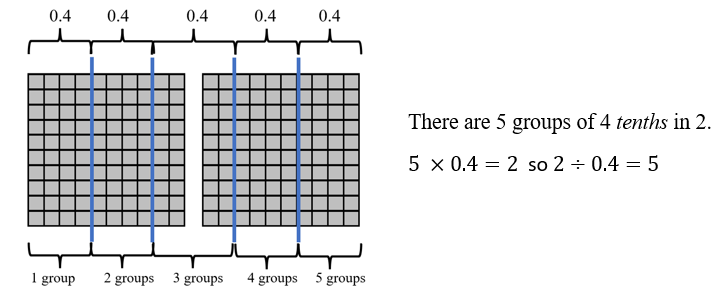 0.4 0.4 0.4 0.4 0.4
There are 5 groups of 4 tenths in 2.
5 × 0.4 = 2 so 2 ÷ 0.4 = 5
1 group 2 groups 3 groups 4 groups 5 groups